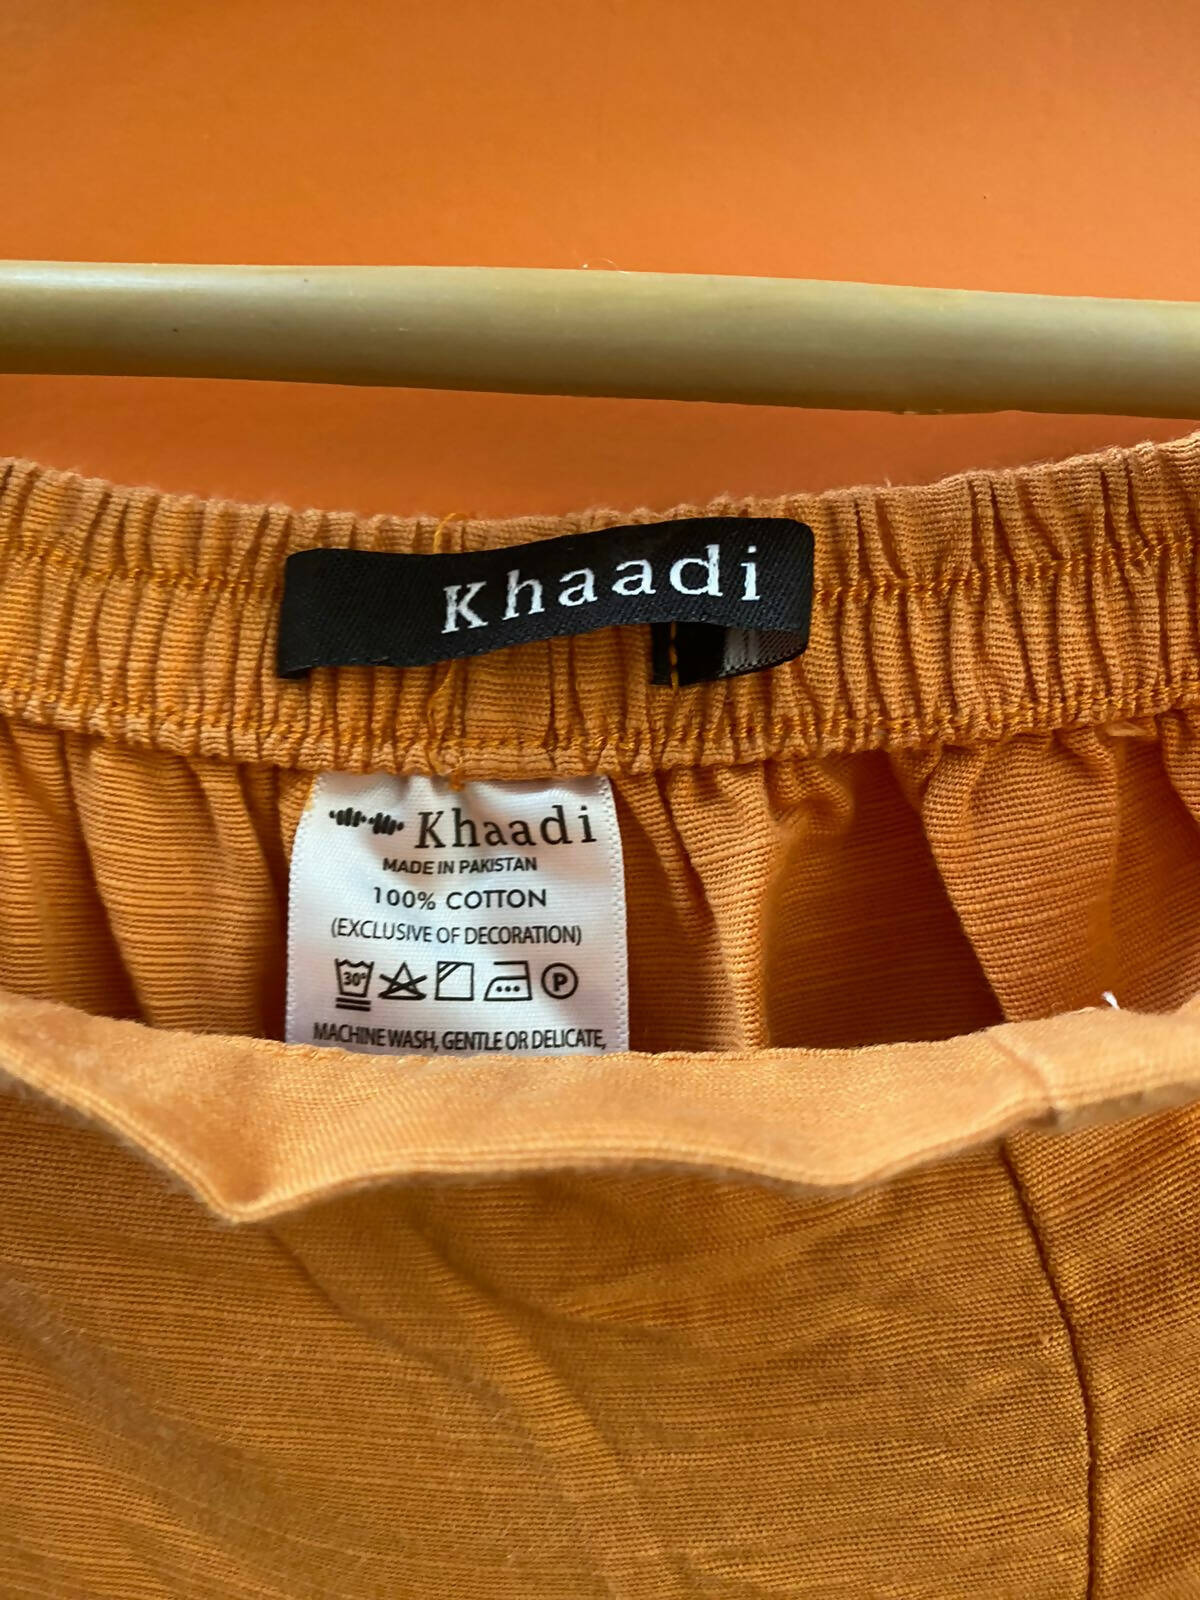 Khaadi
Khaadi
MADE IN PAKISTAN
100% COTTON
(EXCLUSIVE OF DECORATION)
30° P
MACHINE WASH, GENTLE OR DELICATE,